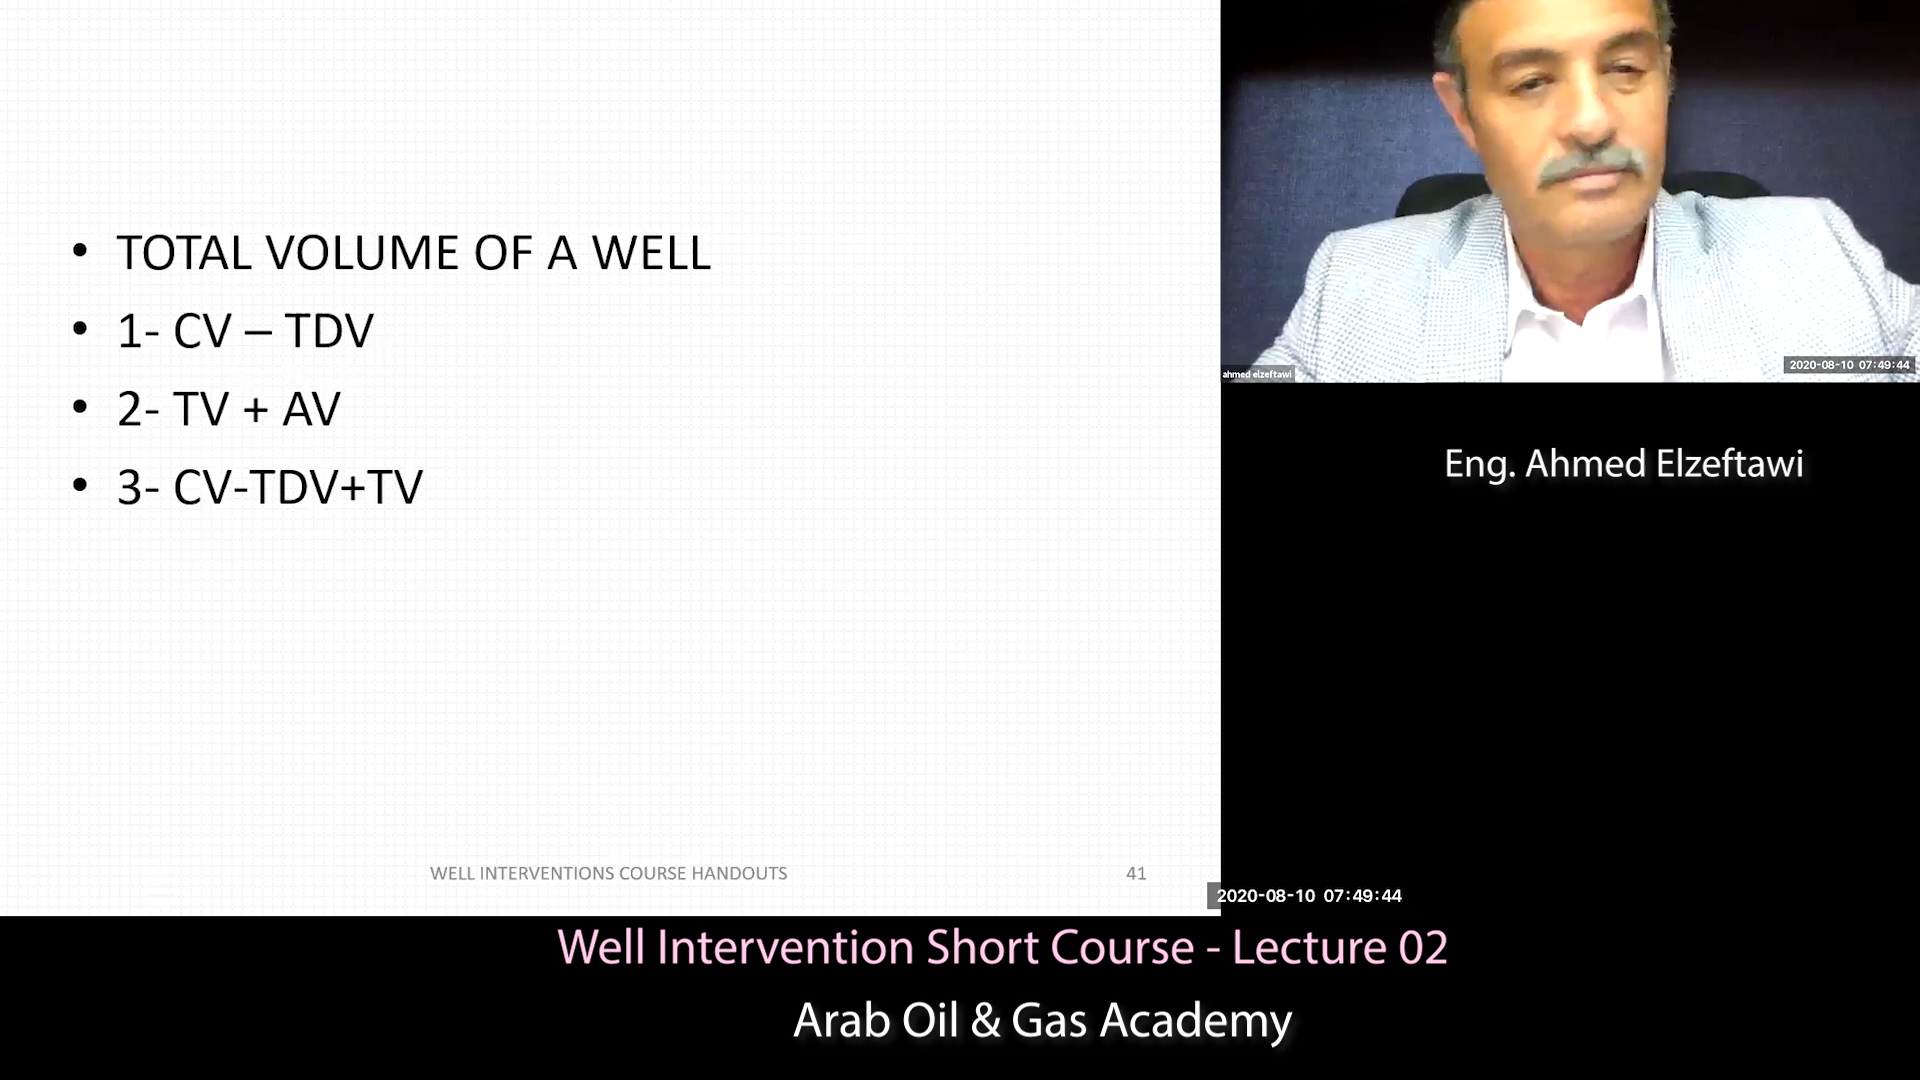 • TOTAL VOLUME OF A WELL
• 1- CV – TDV
• 2- TV + AV
• 3- CV-TDV+TV
WELL INTERVENTIONS COURSE HANDOUTS
41
ahmed elzeftawi
2020-08-10 07:49:44
Eng. Ahmed Elzeftawi
2020-08-10 07:49:44
Well Intervention Short Course - Lecture 02
Arab Oil & Gas Academy